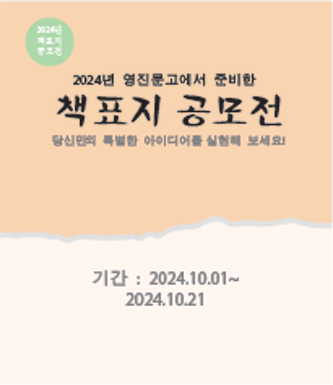 2024년
책표지
공모전
2024년 영진문고에서 준비한
책표지 공모전
당신만의 특별한 아이디어를 실현해 보세요!
기간 : 2024.10.01~
2024.10.21